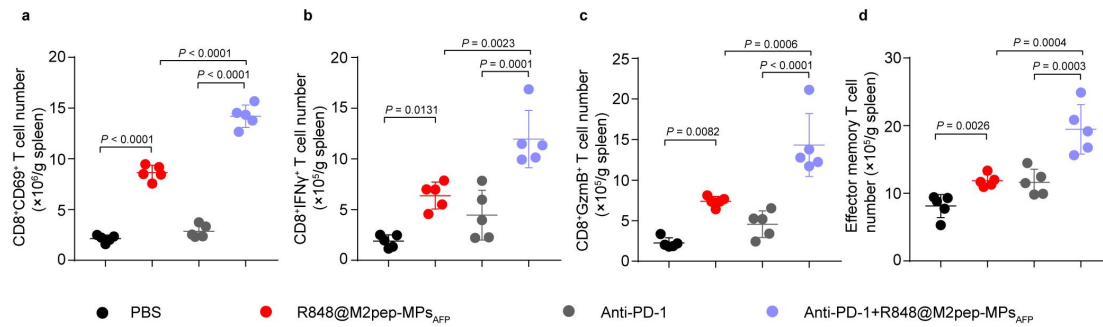 a
CD8⁺CD69⁺ T cell number
(×10⁶/g spleen)
20
15
10
5
0
P < 0.0001
P < 0.0001
P < 0.0001
b
CD8⁺IFNγ⁺ T cell number
(×10⁵/g spleen)
20
15
10
5
0
P = 0.0023
P = 0.0001
P = 0.0131
c
CD8⁺GzmB⁺ T cell number
(×10⁵/g spleen)
25
20
15
10
5
0
P = 0.0006
P <0.0001
P = 0.0082
d
Effector memory T cell
number (×10⁵/g spleen)
30
20
10
0
P = 0.0004
P = 0.0003
P = 0.0026
PBS
R848@M2pep-MPsAFP
Anti-PD-1
Anti-PD-1+R848@M2pep-MPsAFP